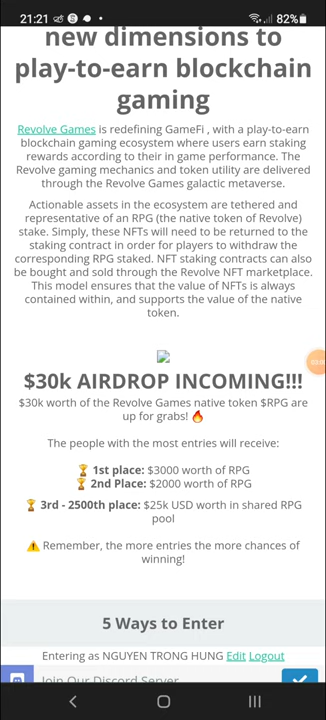 21:21
82%
new dimensions to
play-to-earn blockchain
gaming
Revolve Games is redefining GameFi , with a play-to-earn
blockchain gaming ecosystem where users earn staking
rewards according to their in game performance. The
Revolve gaming mechanics and token utility are delivered
through the Revolve Games galactic metaverse.
Actionable assets in the ecosystem are tethered and
representative of an RPG (the native token of Revolve)
stake. Simply, these NFTs will need to be returned to the
staking contract in order for players to withdraw the
corresponding RPG staked. NFT staking contracts can also
be bought and sold through the Revolve NFT marketplace.
This model ensures that the value of NFTs is always
contained within, and supports the value of the native
token.
$30k AIRDROP INCOMING!!!
$30k worth of the Revolve Games native token $RPG are
up for grabs! 🔥
The people with the most entries will receive:
🏆 1st place: $3000 worth of RPG
🏆 2nd Place: $2000 worth of RPG
🏆 3rd - 2500th place: $25k USD worth in shared RPG
pool
⚠️ Remember, the more entries the more chances of
winning!
5 Ways to Enter
Entering as NGUYEN TRONG HUNG Edit Logout
Join Our Discord Server